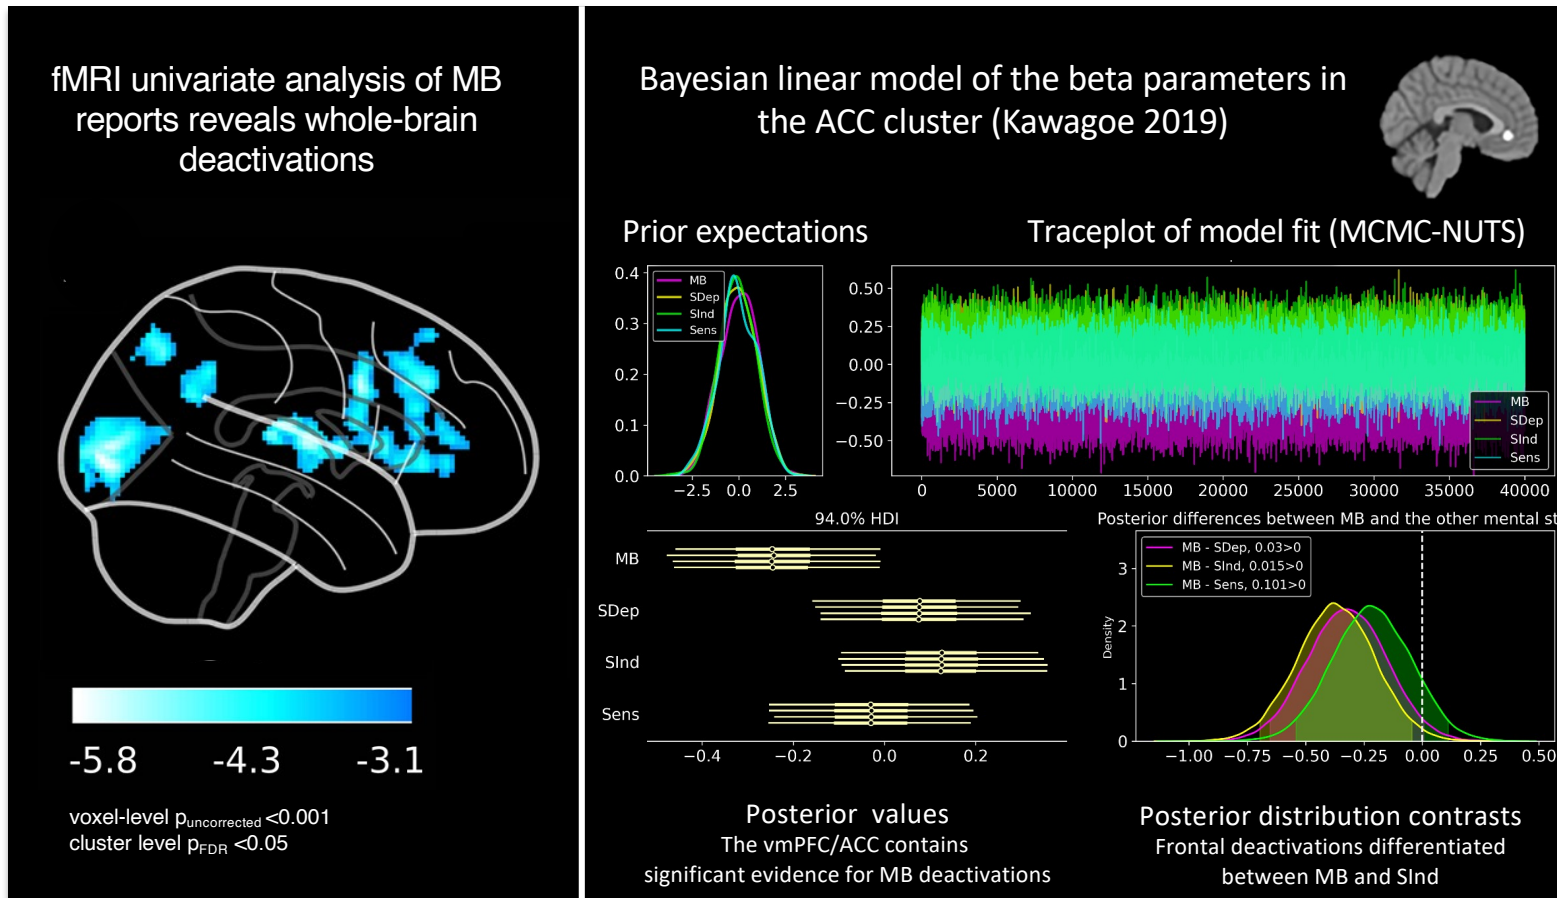 fMRI univariate analysis of MB
reports reveals whole-brain
deactivations
-5.8 -4.3 -3.1
voxel-level puncorrected <0.001
cluster level pFDR <0.05
Bayesian linear model of the beta parameters in
the ACC cluster (Kawagoe 2019)
Prior expectations
0.4
0.3
0.2
0.1
0.0
MB
SDep
SInd
Sens
−2.5 0.0 2.5
Traceplot of model fit (MCMC-NUTS)
0.50
0.25
0.00
−0.25
−0.50
MB
SDep
SInd
Sens
0 5000 10000 15000 20000 25000 30000 35000 40000
94.0% HDI
MB
SDep
SInd
Sens
−0.4 −0.2 0.0 0.2
Posterior values
The vmPFC/ACC contains
significant evidence for MB deactivations
Posterior differences between MB and the other mental st
MB - SDep, 0.03>0
MB - SInd, 0.015>0
MB - Sens, 0.101>0
Density
3
2
1
0
−1.00 −0.75 −0.50 −0.25 0.00 0.25 0.50
Posterior distribution contrasts
Frontal deactivations differentiated
between MB and SInd